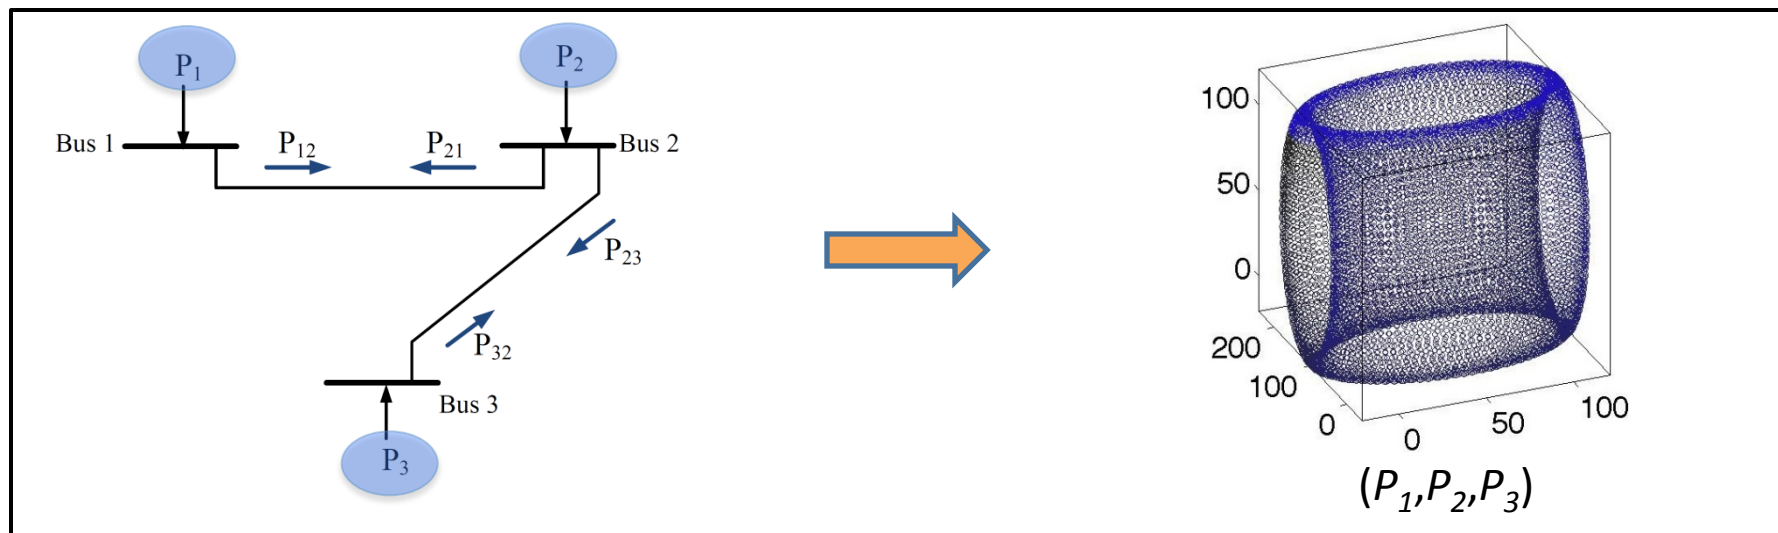 P₁
P₂
Bus 1
P₁₂
P₂₁
Bus 2
P₂₃
P₃₂
Bus 3
P₃
100
50
0
200
100
0
0
50
100
(P₁,P₂,P₃)